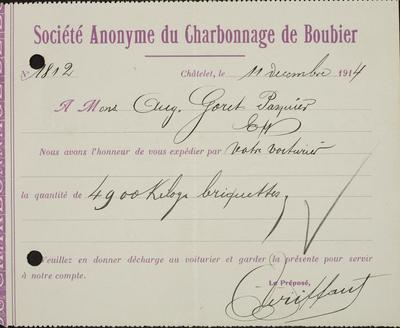 Société Anonyme du Charbonnage de Boubier
N° 1812 Châtelet, le 11 decembre 1914
A Mons Aug. Goret Pasquier
Nous avons l'honneur de vous expédier par votre voiturier
la quantité de 4900 Kilogs briquettes
Veuillez en donner décharge au voiturier et garder la présente pour servir
à notre compte.
Le Préposé,